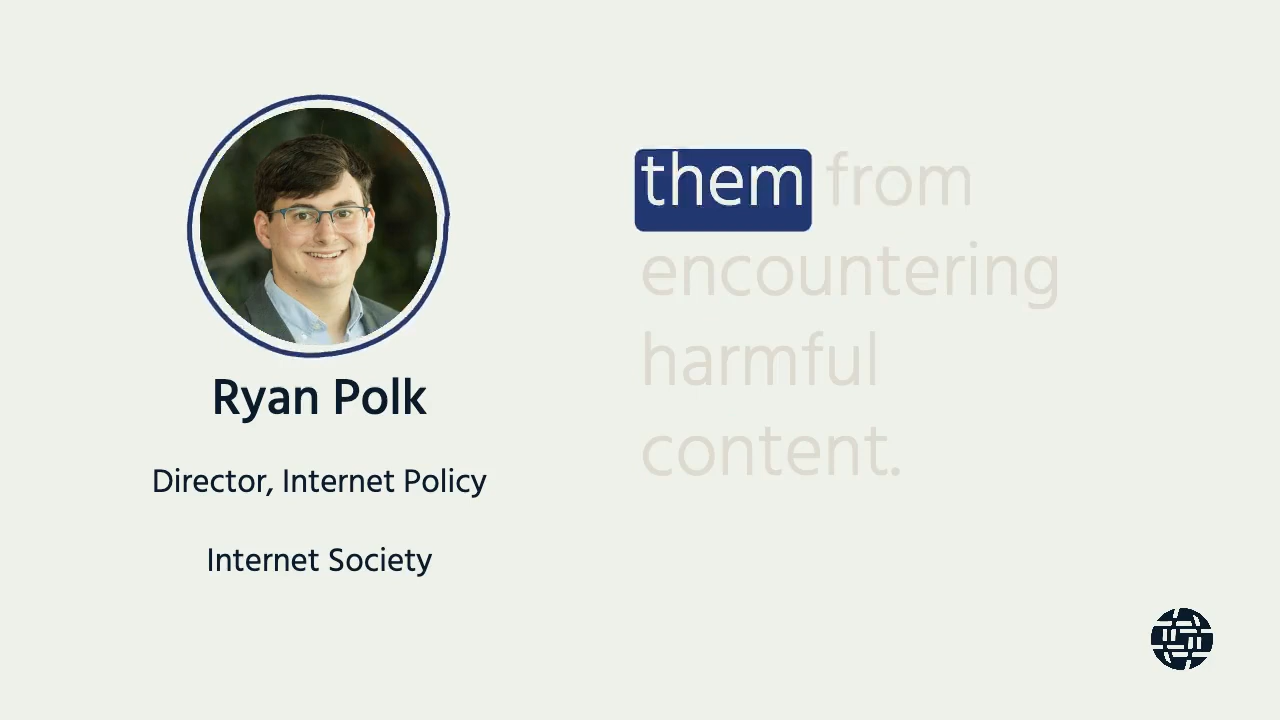 Ryan Polk
Director, Internet Policy
Internet Society
them from
encountering
harmful
content.